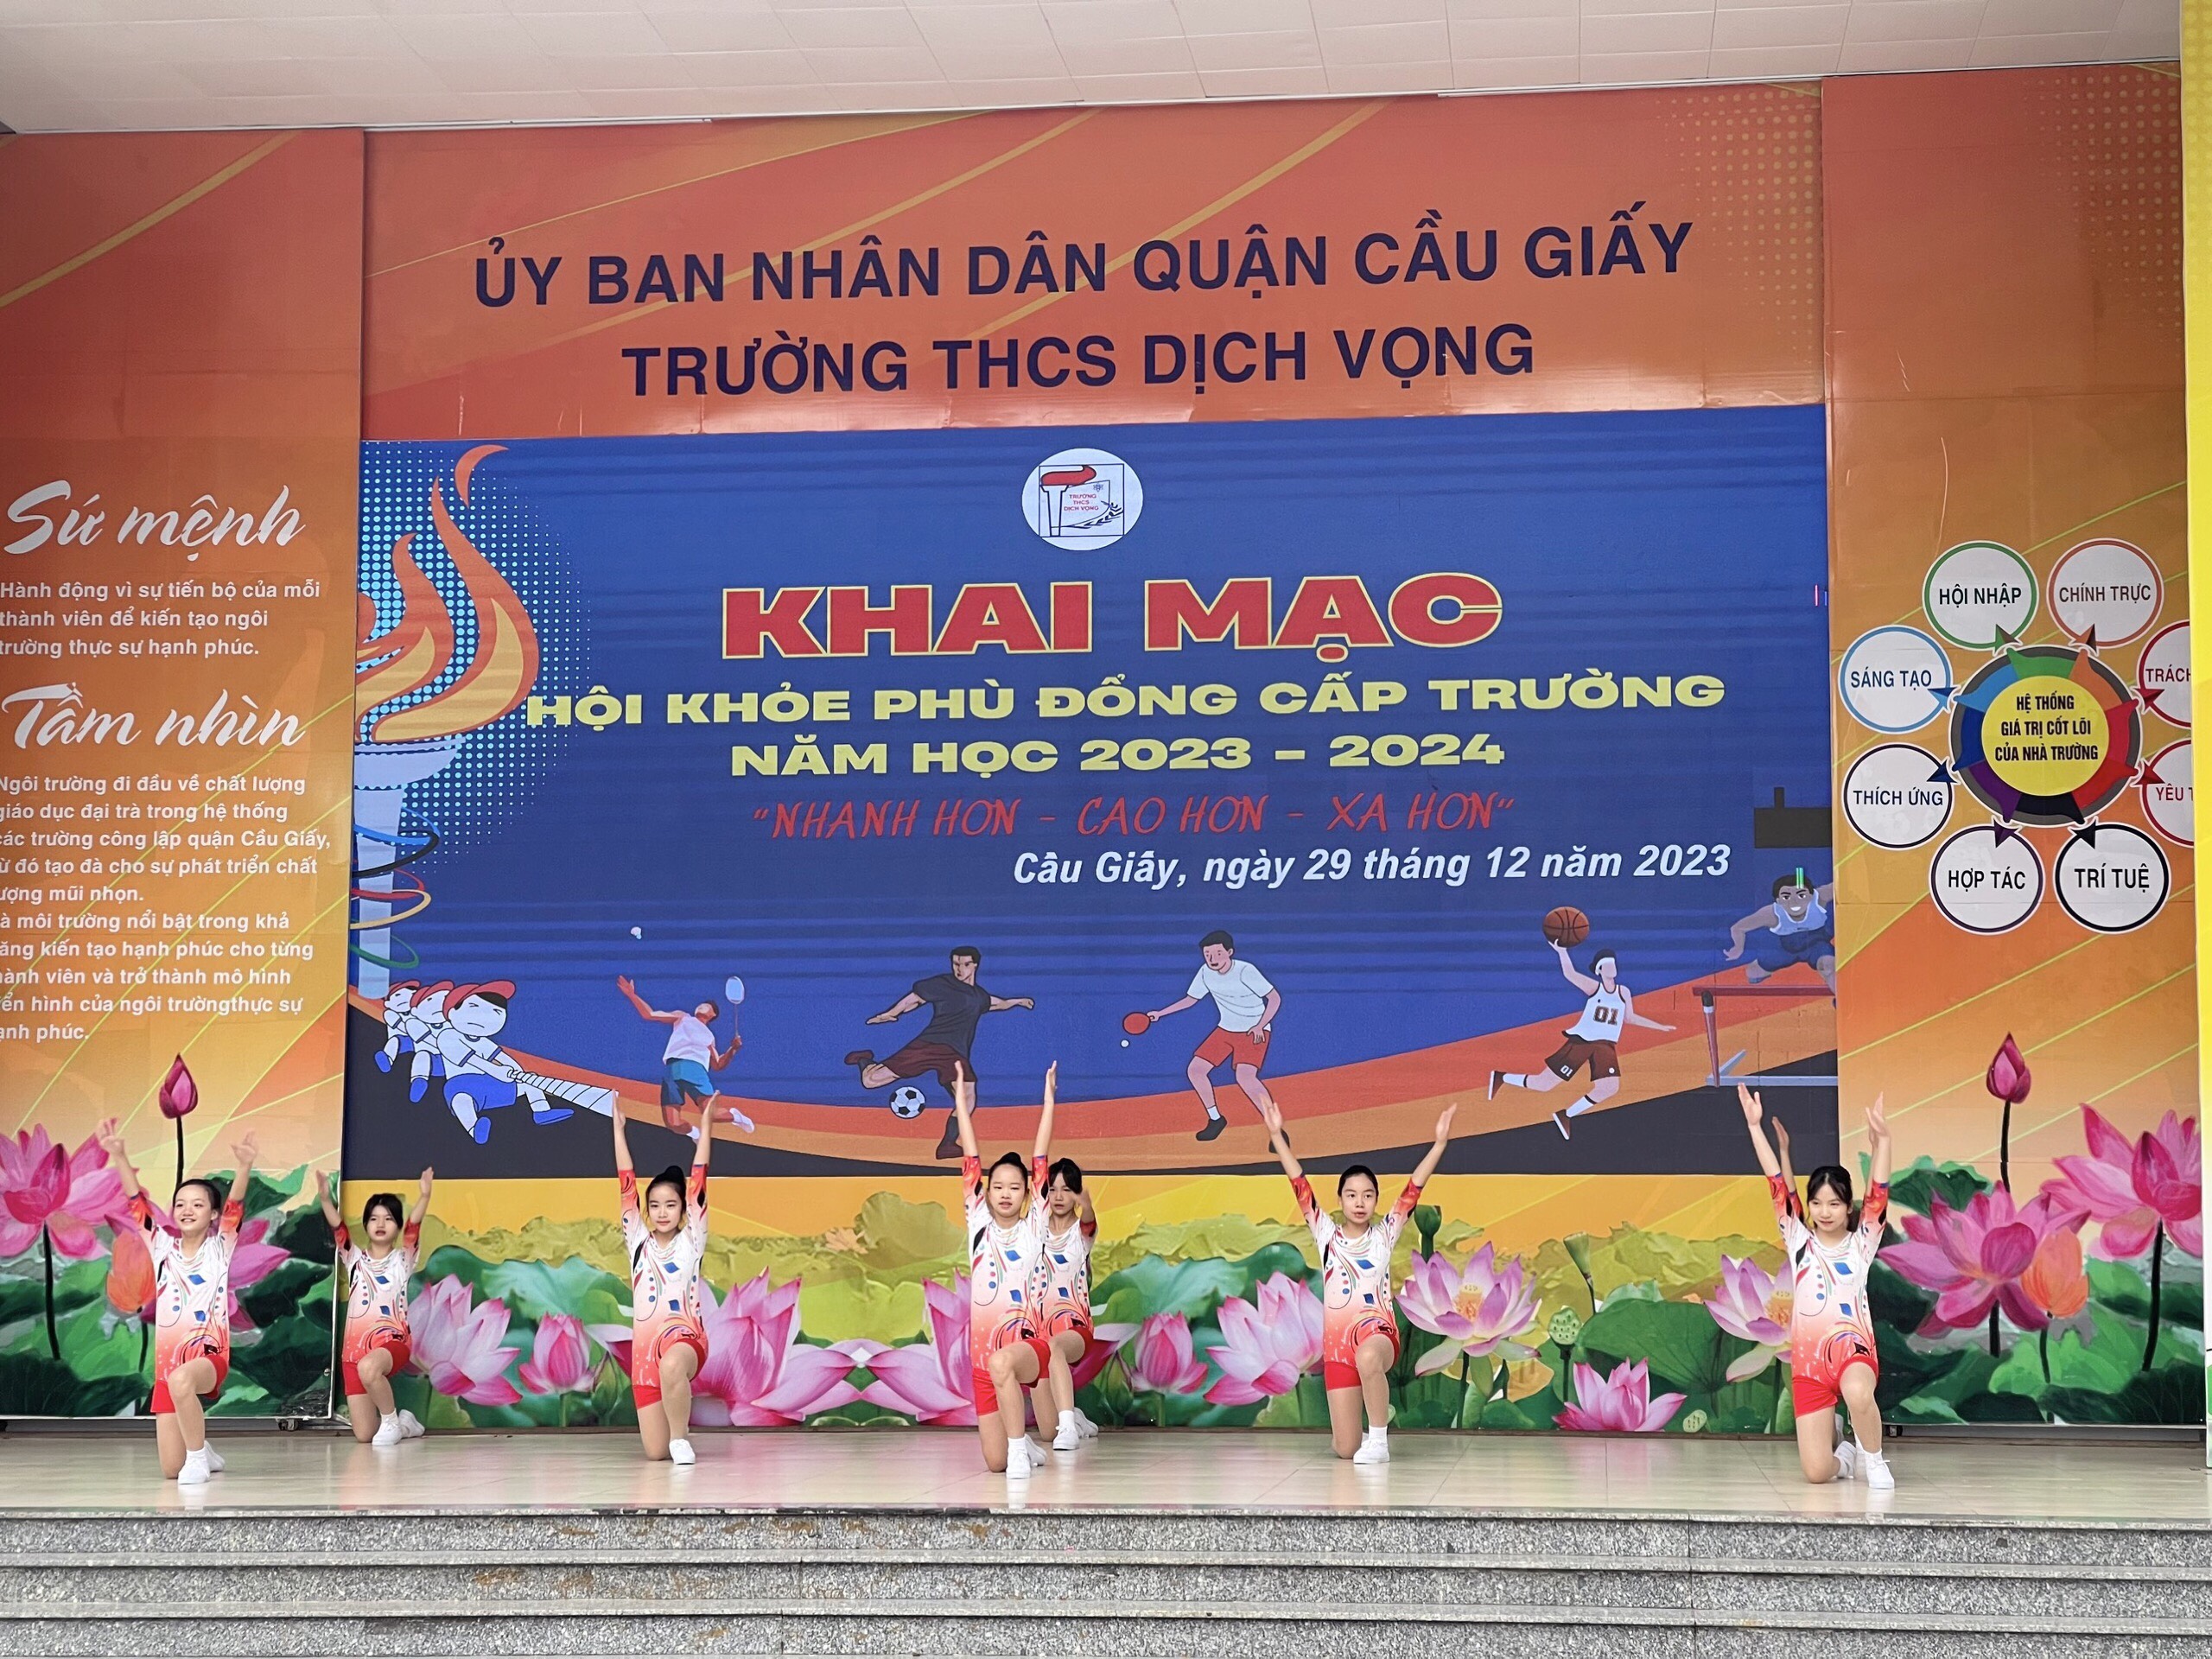 ỦY BAN NHÂN DÂN QUẬN CẦU GIẤY
TRƯỜNG THCS DỊCH VỌNG
TRƯỜNG
THCS
DỊCH VỌNG
KHAI MẠC
HỘI KHỎE PHÙ ĐỔNG CẤP TRƯỜNG
NĂM HỌC 2023 - 2024
"NHANH HƠN - CAO HƠN - XA HƠN"
Cầu Giấy, ngày 29 tháng 12 năm 2023
01
01
Sứ mệnh
Hành động vì sự tiến bộ của mỗi
thành viên để kiến tạo ngôi
trường thực sự hạnh phúc.
Tầm nhìn
Ngôi trường đi đầu về chất lượng
giáo dục đại trà trong hệ thống
các trường công lập quận Cầu Giấy,
đó tạo đà cho sự phát triển chất
mũi nhọn.
môi trường nổi bật trong khả
kiến tạo hạnh phúc cho từng
viên và trở thành mô hình
hình của ngôi trườngthực sự
phúc.
HỘI NHẬP
CHÍNH TRỰC
SÁNG TẠO
TRÁCH
HỆ THỐNG
GIÁ TRỊ CỐT LÕI
CỦA NHÀ TRƯỜNG
THÍCH ỨNG
YÊU
HỢP TÁC
TRÍ TUỆ